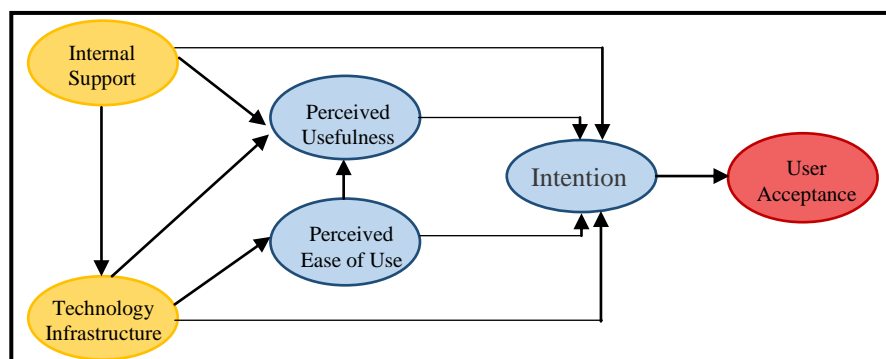 Internal
Support
Perceived
Usefulness
Intention
User
Acceptance
Perceived
Ease of Use
Technology
Infrastructure